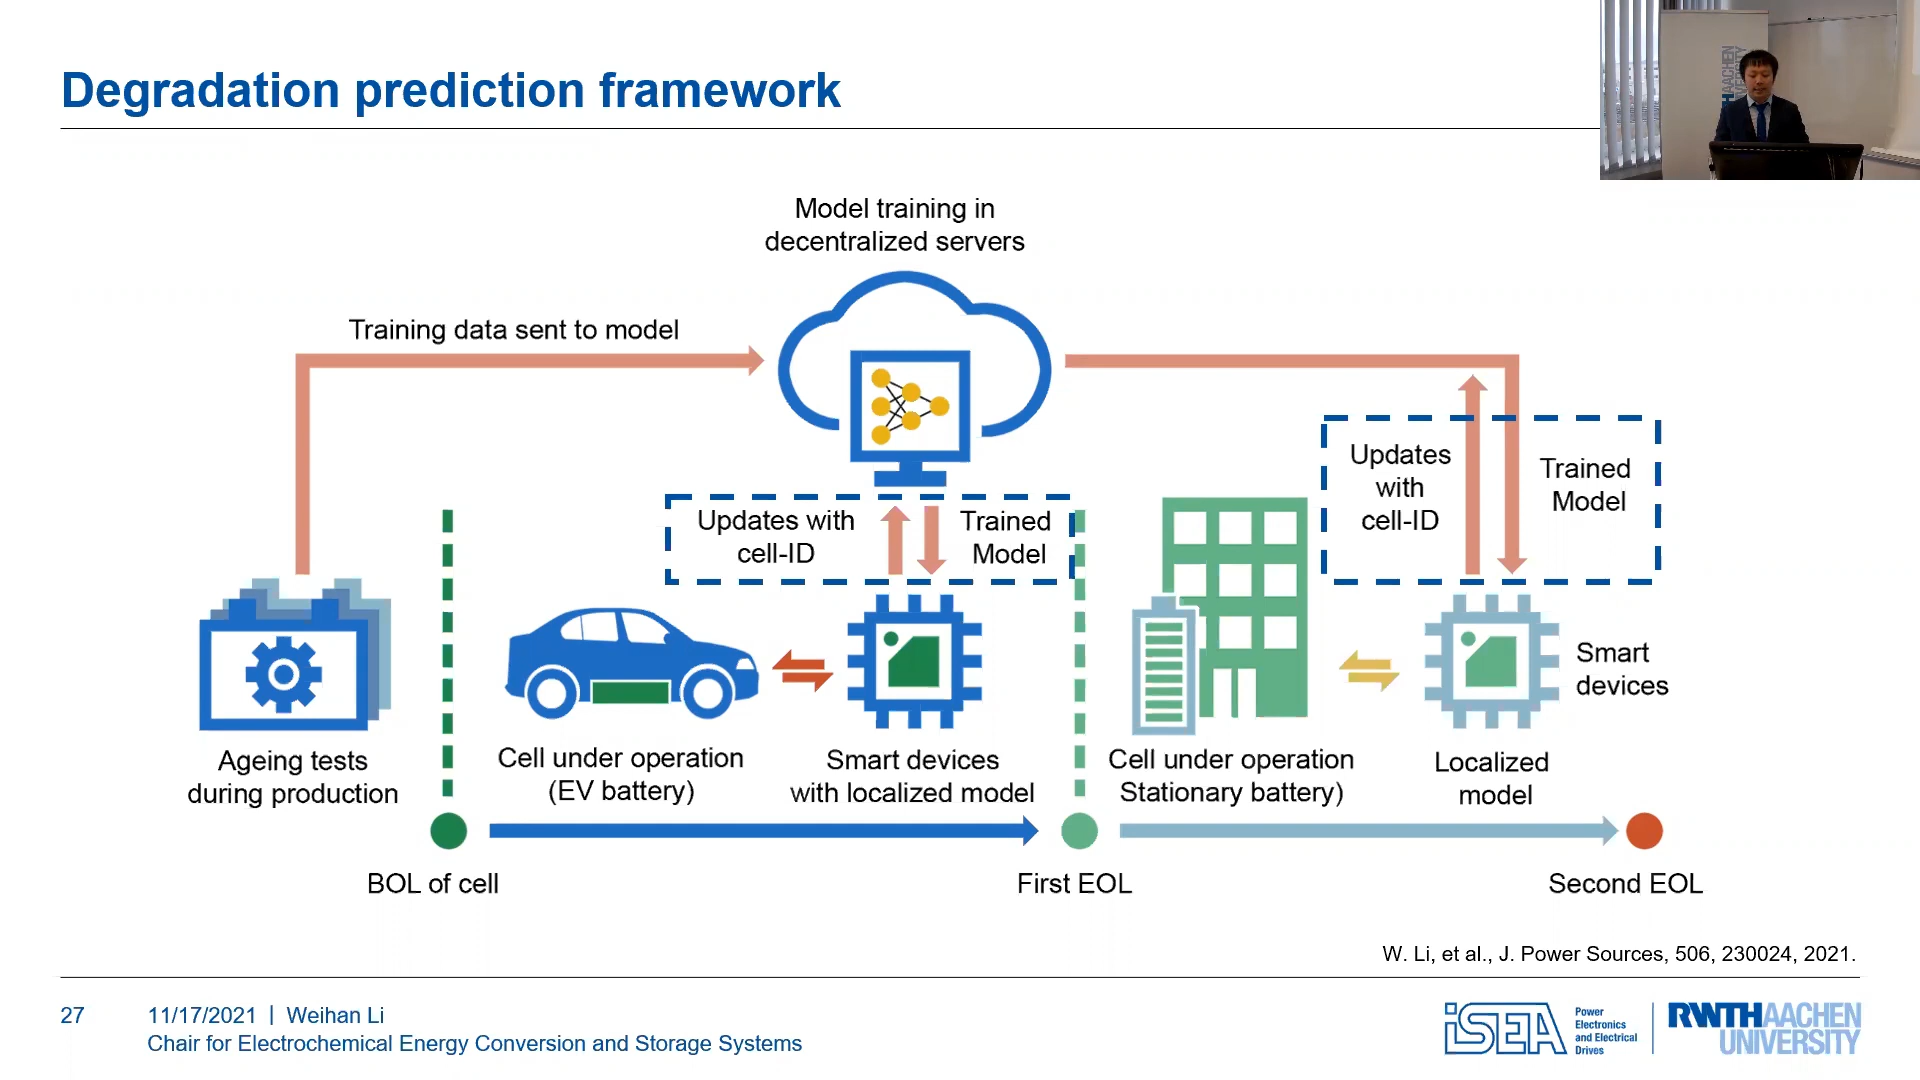 Degradation prediction framework
Model training in
decentralized servers
Training data sent to model
Updates with
cell-ID
Trained
Model
Updates
with
cell-ID
Trained
Model
Smart
devices
Ageing tests
during production
Cell under operation
(EV battery)
Smart devices
with localized model
Cell under operation
Stationary battery)
Localized
model
BOL of cell
First EOL
Second EOL
W. Li, et al., J. Power Sources, 506, 230024, 2021.
27
11/17/2021 | Weihan Li
Chair for Electrochemical Energy Conversion and Storage Systems
iSEA
Power
Electronics
and Electrical
Drives
RWTHAACHEN
UNIVERSITY